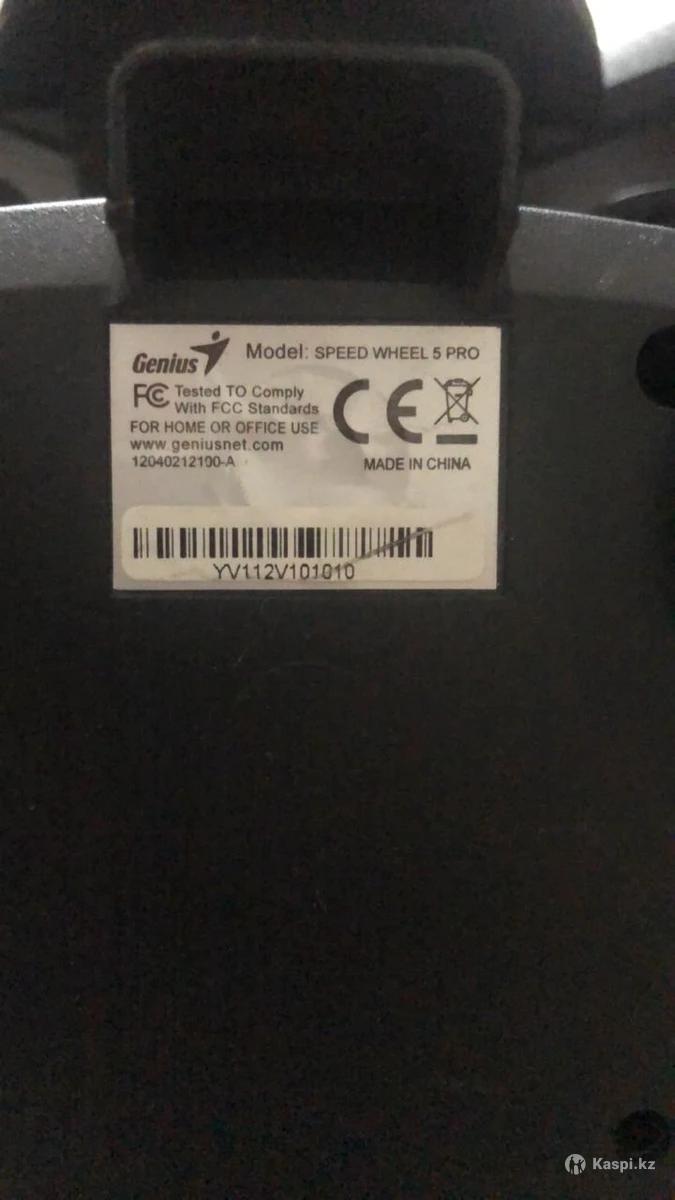 Genius Model: SPEED WHEEL 5 PRO
FC Tested TO Comply
With FCC Standards
FOR HOME OR OFFICE USE
www.geniusnet.com
12040212100-A
CE
MADE IN CHINA
YV112V101010
Kaspi.kz